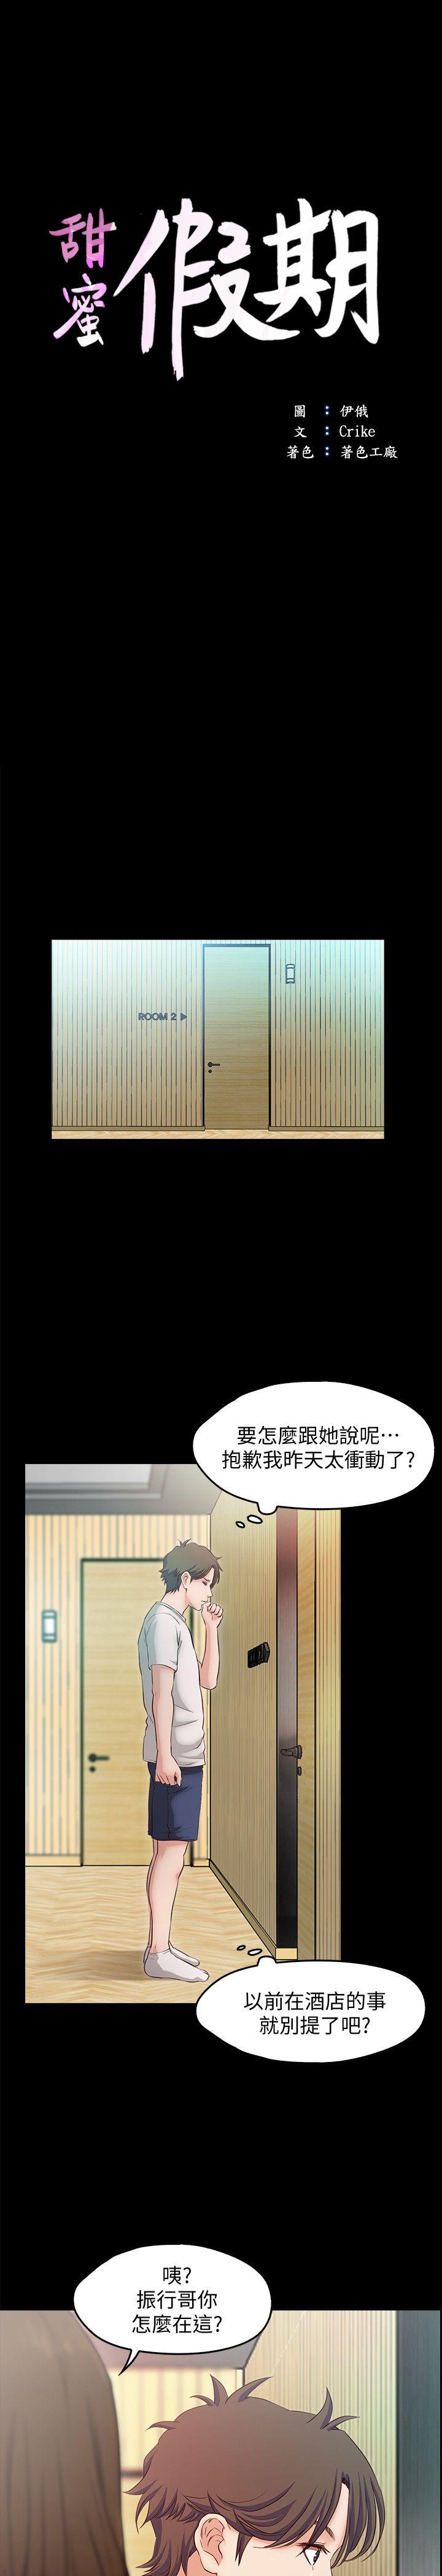 甜蜜假期
圖：伊俄
文：Crike
著色：著色工廠
ROOM 2
要怎麼跟她說呢…
抱歉我昨天太衝動了?
以前在酒店的事
就別提了吧?
咦?
振行哥你
怎麼在這?